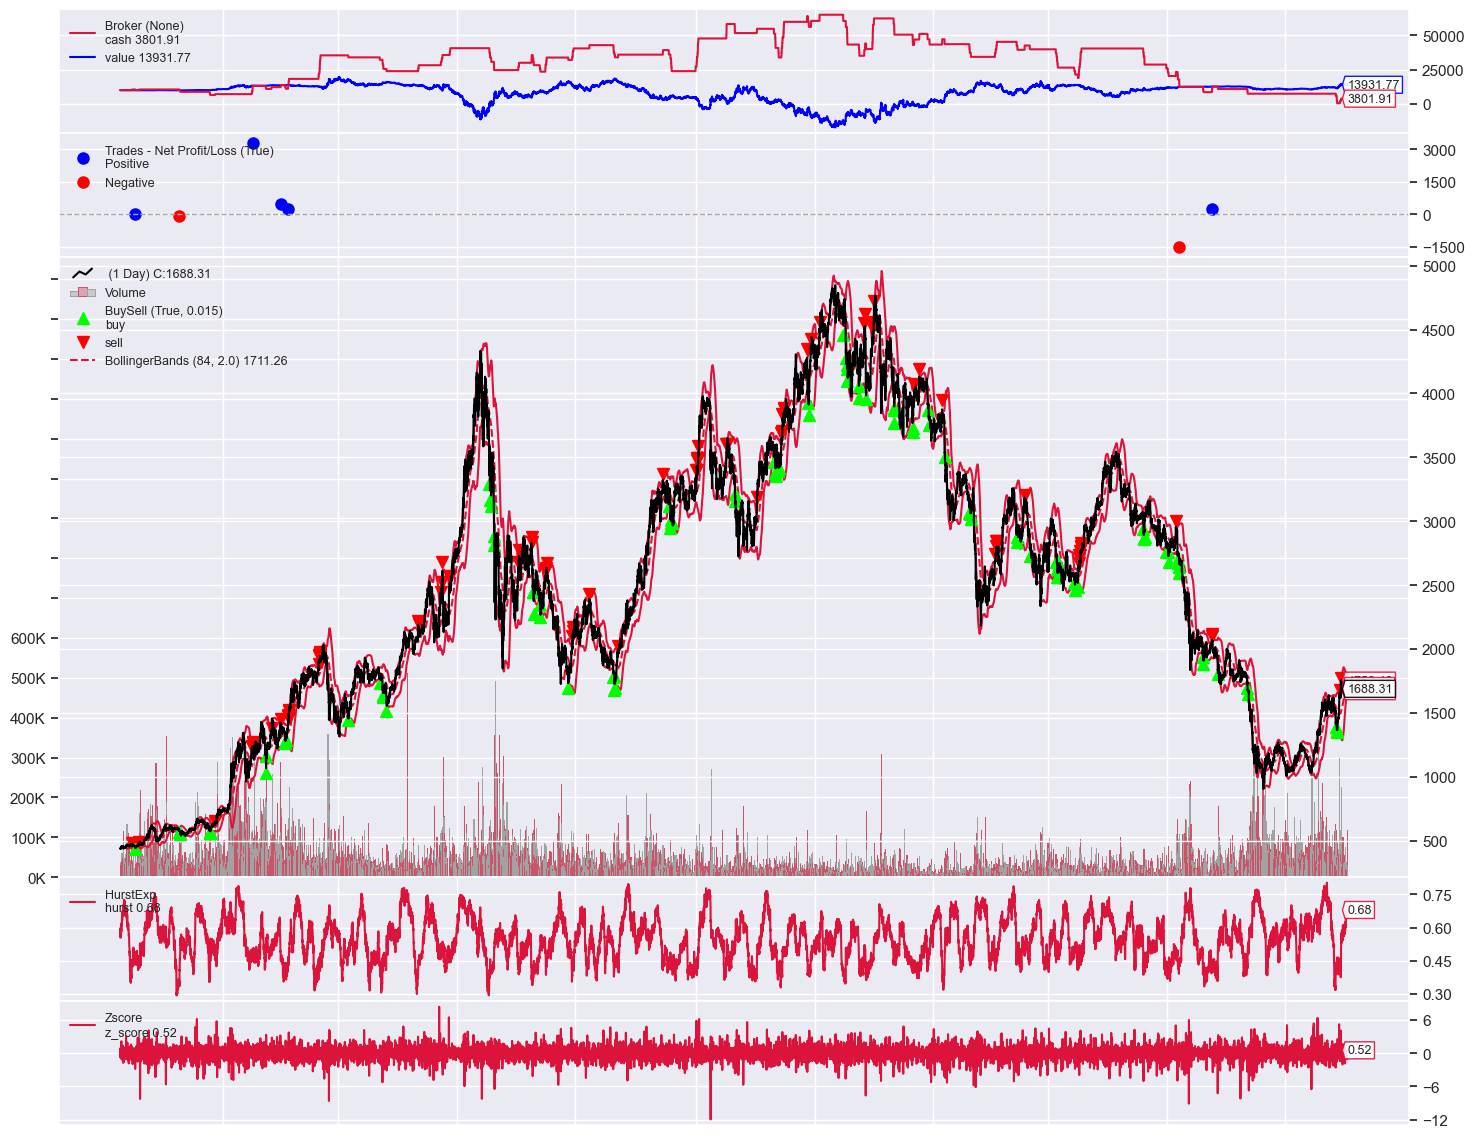 Broker (None)
cash 3801.91
value 13931.77
50000
25000
0
13931.77
3801.91
Trades - Net Profit/Loss (True)
Positive
Negative
3000
1500
0
−1500
(1 Day) C:1688.31
Volume
BuySell (True, 0.015)
buy
sell
BollingerBands (84, 2.0) 1711.26
5000
4500
4000
3500
3000
2500
2000
1500
1000
500
1688.31
600K
500K
400K
300K
200K
100K
0K
HurstExp
hurst 0.68
0.75
0.60
0.45
0.30
0.68
Zscore
z_score 0.52
6
0
−6
−12
0.52